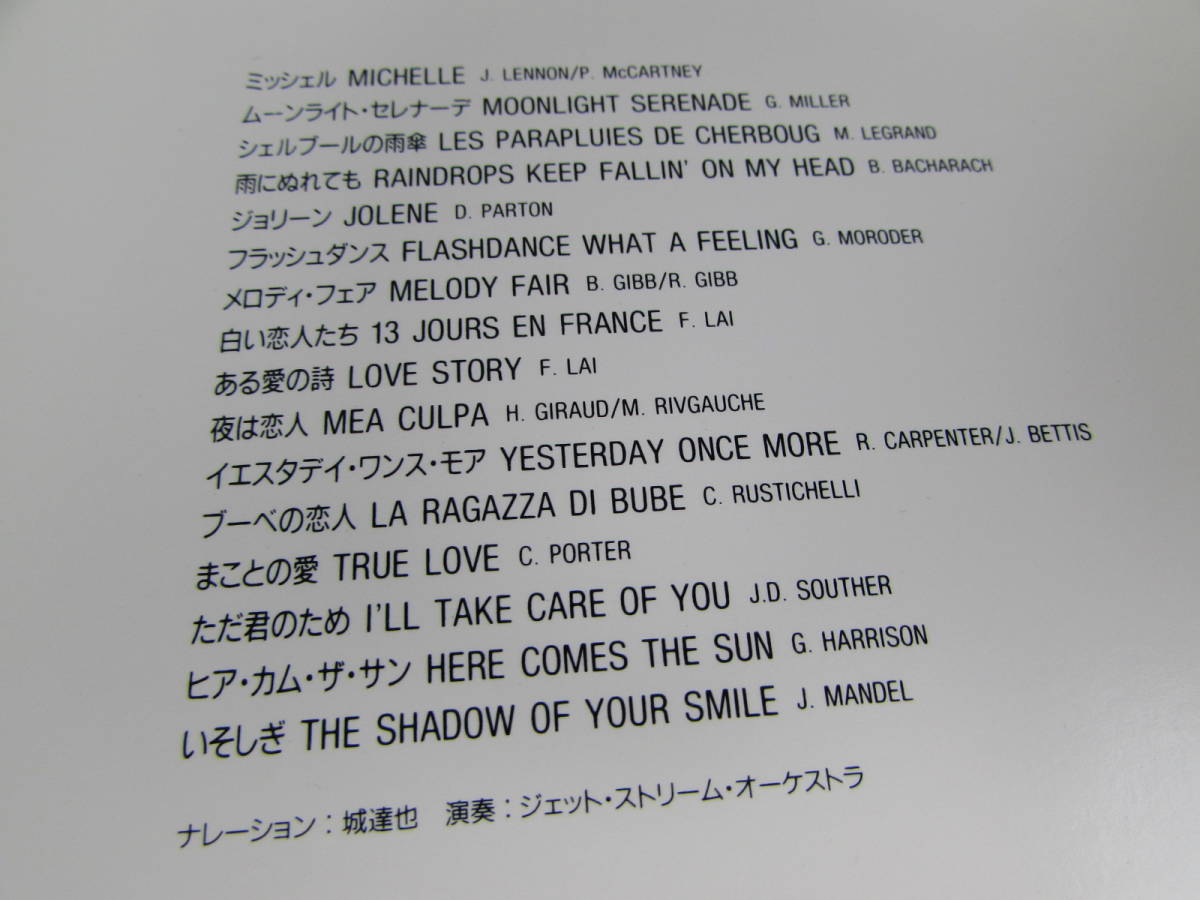 ミッシェル MICHELLE J. LENNON/P. McCARTNEY
ムーンライト・セレナーデ MOONLIGHT SERENADE G. MILLER
シェルブールの雨傘 LES PARAPLUIES DE CHERBOUG M. LEGRAND
雨にぬれても RAINDROPS KEEP FALLIN' ON MY HEAD B. BACHARACH
ジョリーン JOLENE D. PARTON
フラッシュダンス FLASHDANCE WHAT A FEELING G. MORODER
メロディ・フェア MELODY FAIR B. GIBB/R. GIBB
白い恋人たち 13 JOURS EN FRANCE F. LAI
ある愛の詩 LOVE STORY F. LAI
夜は恋人 MEA CULPA H. GIRAUD/M. RIVGAUCHE
イエスタデイ・ワンス・モア YESTERDAY ONCE MORE R. CARPENTER/J. BETTIS
ブーベの恋人 LA RAGAZZA DI BUBE C. RUSTICHELLI
まことの愛 TRUE LOVE C. PORTER
ただ君のため I'LL TAKE CARE OF YOU J.D. SOUTHER
ヒア・カム・ザ・サン HERE COMES THE SUN G. HARRISON
いそしぎ THE SHADOW OF YOUR SMILE J. MANDEL
ナレーション：城達也 演奏：ジェット・ストリーム・オーケストラ